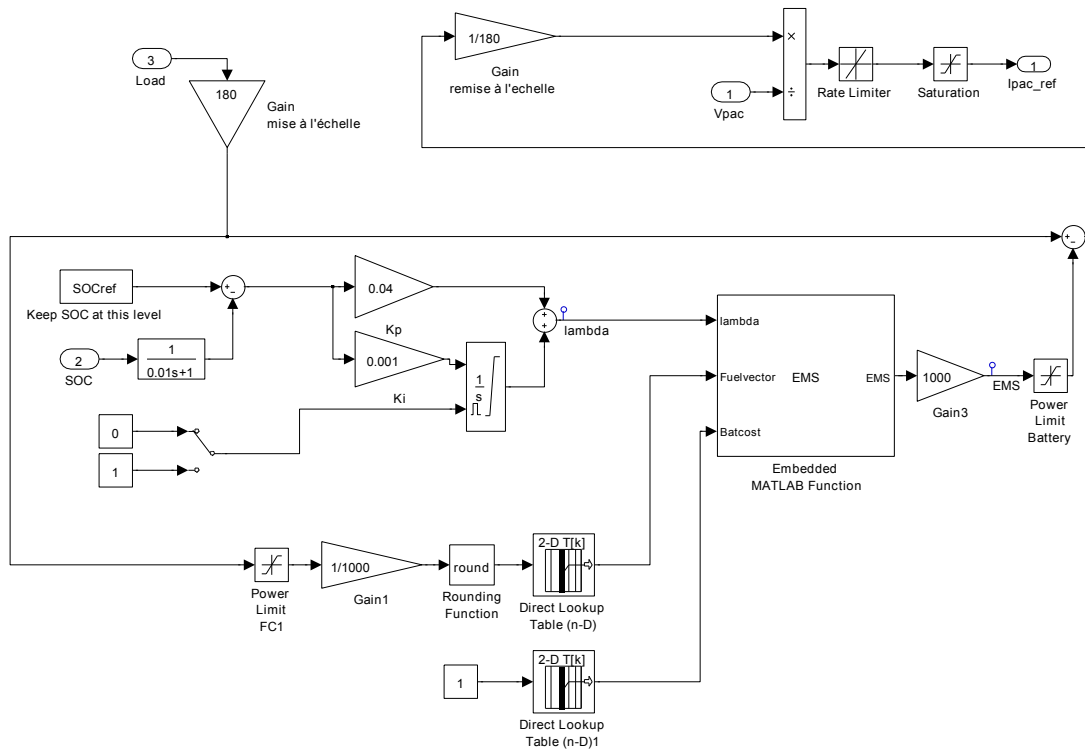 3
Load
180
Gain
mise à l'échelle
1/180
Gain
remise à l'echelle
×
÷
1
Vpac
Rate Limiter
Saturation
1
Ipac_ref
SOCref
Keep SOC at this level
2
SOC
1
0.01s+1
0.04
Kp
0.001
Ki
1
s
lambda
0
1
lambda
Fuelvector
Batcost
EMS
EMS
Embedded
MATLAB Function
1000
Gain3
EMS
Power
Limit
Battery
Power
Limit
FC1
1/1000
Gain1
round
Rounding
Function
2-D T[k]
Direct Lookup
Table (n-D)
1
2-D T[k]
Direct Lookup
Table (n-D)1